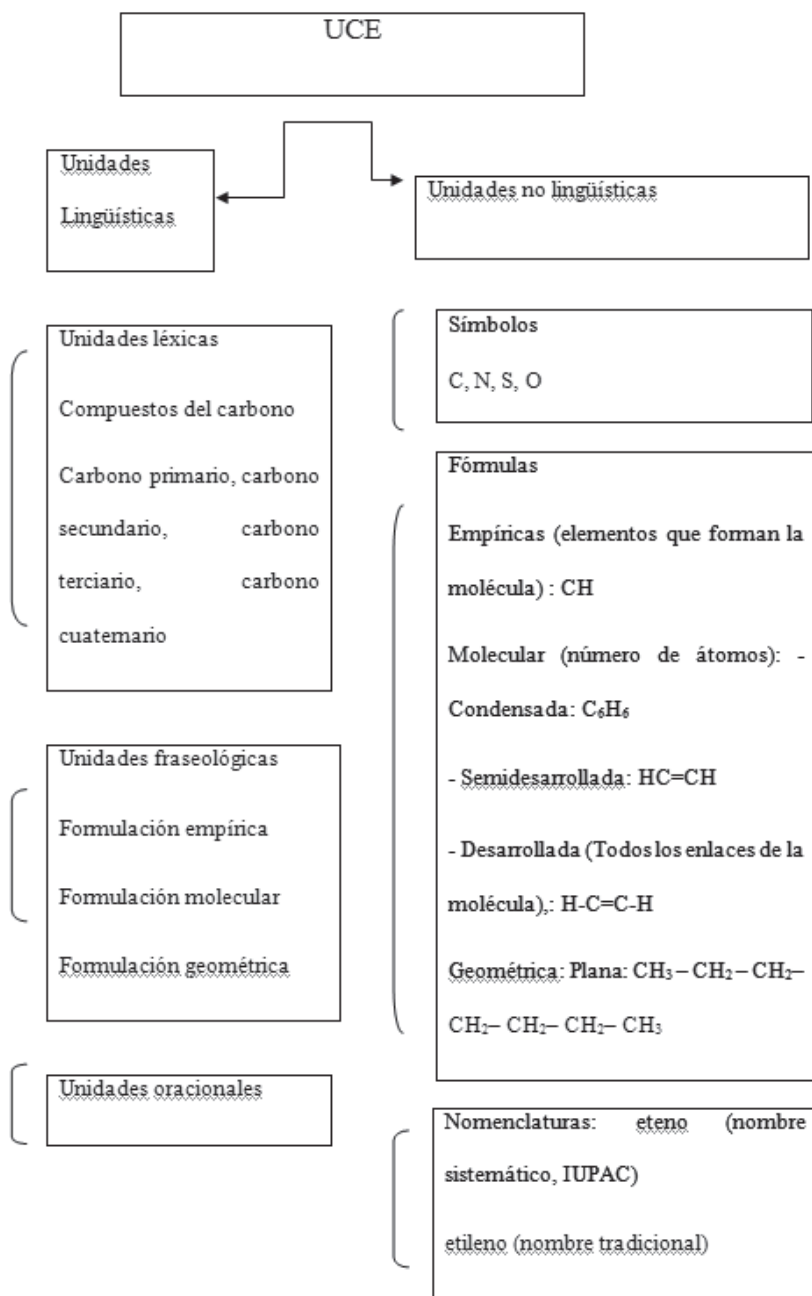 UCE
Unidades
Lingüísticas
Unidades no lingüísticas
Unidades léxicas
Compuestos del carbono
Carbono primario, carbono
secundario, carbono
terciario, carbono
cuaternario
Unidades fraseológicas
Formulación empírica
Formulación molecular
Formulación geométrica
Unidades oracionales
Símbolos
C, N, S, O
Fórmulas
Empíricas (elementos que forman la
molécula) : CH
Molecular (número de átomos): -
Condensada: C₆H₆
- Semidesarrollada: HC=CH
- Desarrollada (Todos los enlaces de la
molécula),: H-C=C-H
Geométrica: Plana: CH₃ – CH₂ – CH₂–
CH₂– CH₂– CH₂– CH₃
Nomenclaturas: eteno (nombre
sistemático, IUPAC)
etileno (nombre tradicional)